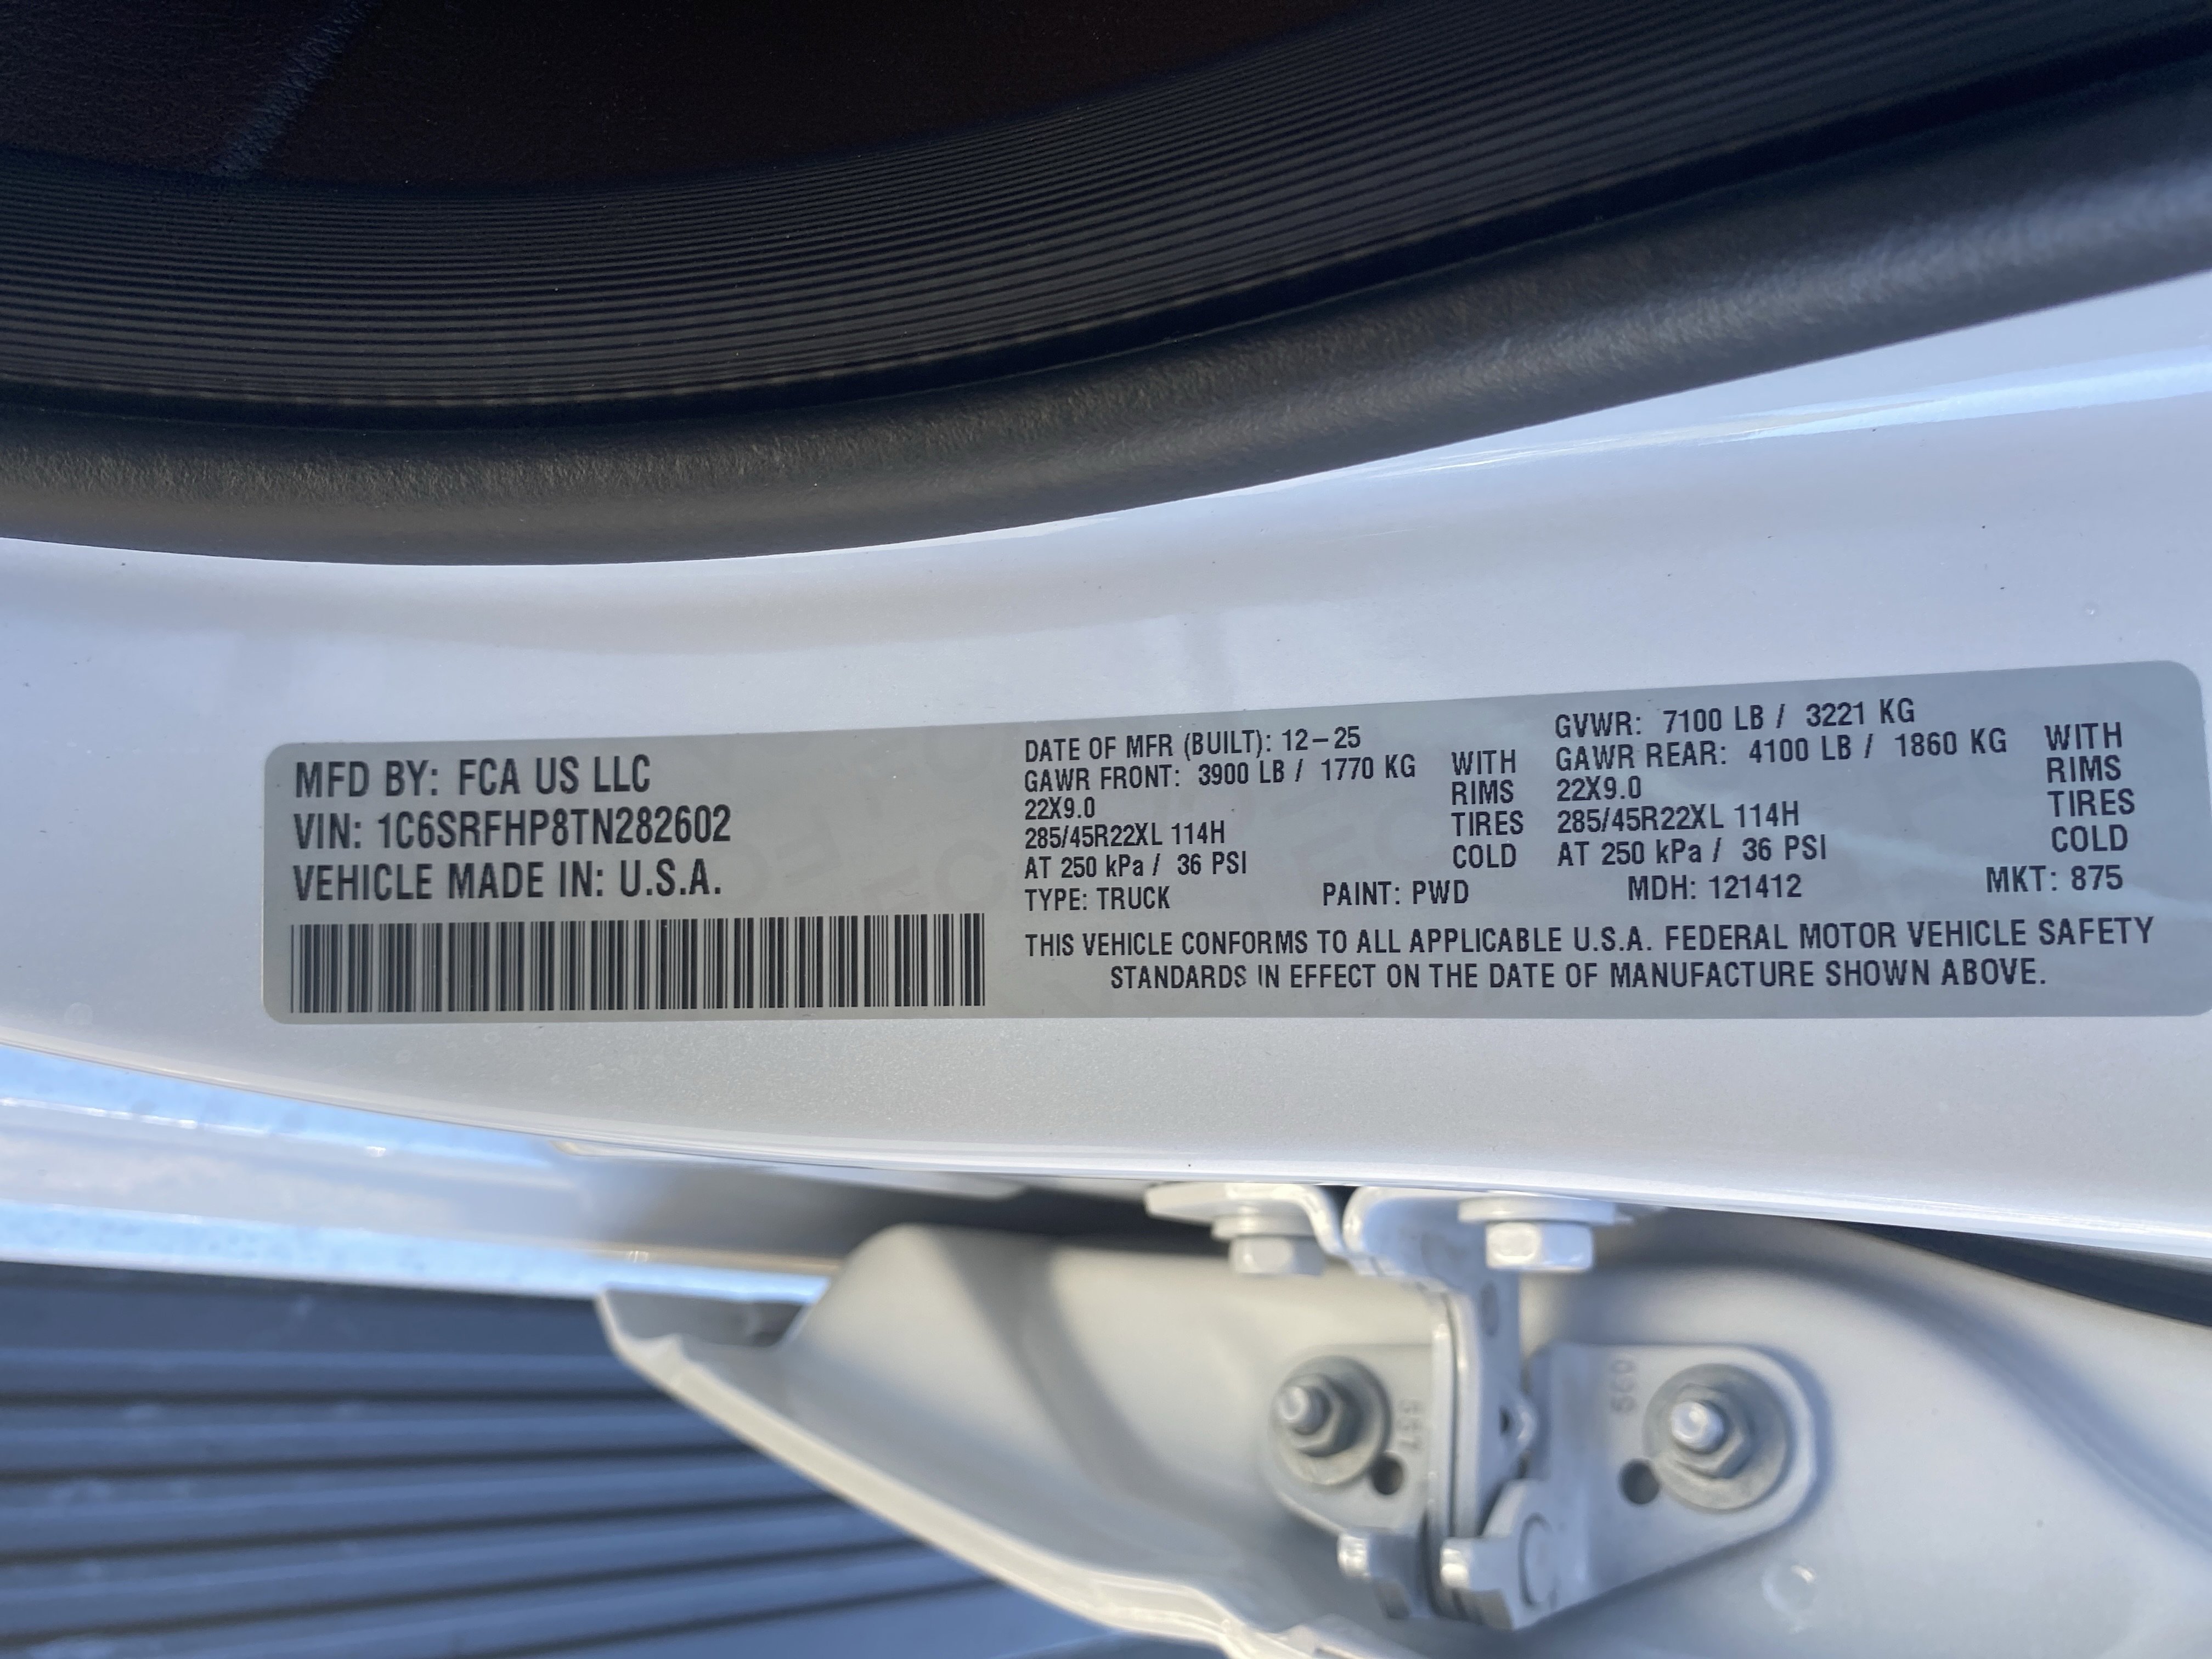 MFD BY: FCA US LLC
VIN: 1C6SRFHP8TN282602
VEHICLE MADE IN: U.S.A.
DATE OF MFR (BUILT): 12-25
GVWR: 7100 LB / 3221 KG
GAWR FRONT: 3900 LB / 1770 KG WITH
GAWR REAR: 4100 LB / 1860 KG WITH
22X9.0 RIMS
22X9.0 RIMS
285/45R22XL 114H TIRES
285/45R22XL 114H TIRES
AT 250 kPa / 36 PSI COLD
AT 250 kPa / 36 PSI COLD
TYPE: TRUCK PAINT: PWD MDH: 121412 MKT: 875
THIS VEHICLE CONFORMS TO ALL APPLICABLE U.S.A. FEDERAL MOTOR VEHICLE SAFETY
STANDARDS IN EFFECT ON THE DATE OF MANUFACTURE SHOWN ABOVE.